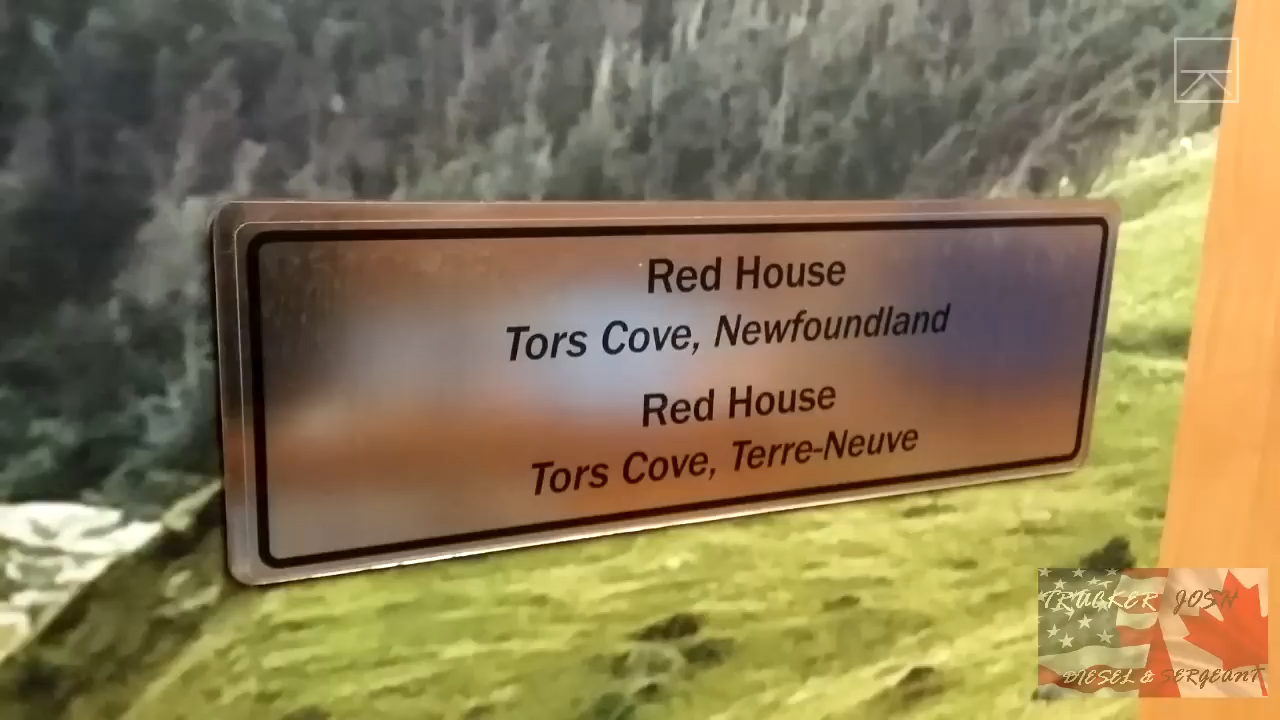 Red House
Tors Cove, Newfoundland
Red House
Tors Cove, Terre-Neuve
TRUCKER JOSH
DIESEL & SERGEANT